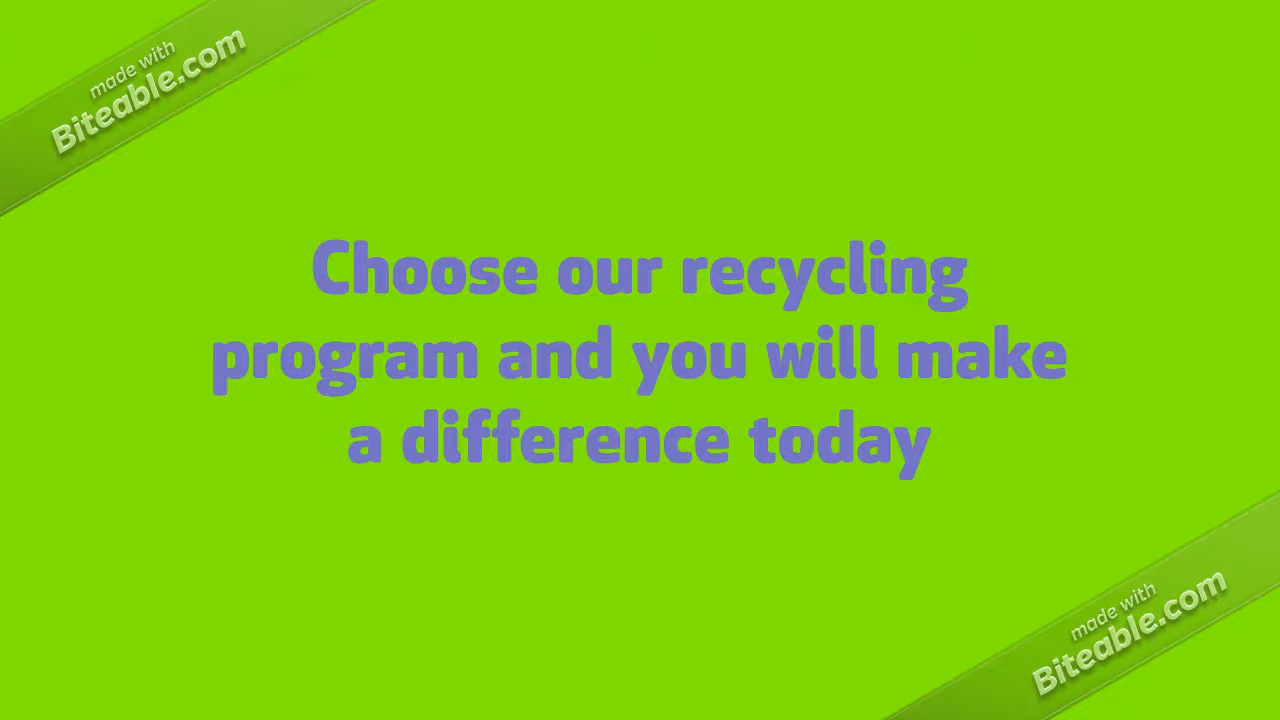 made with
Biteable.com
Choose our recycling
program and you will make
a difference today
made with
Biteable.com